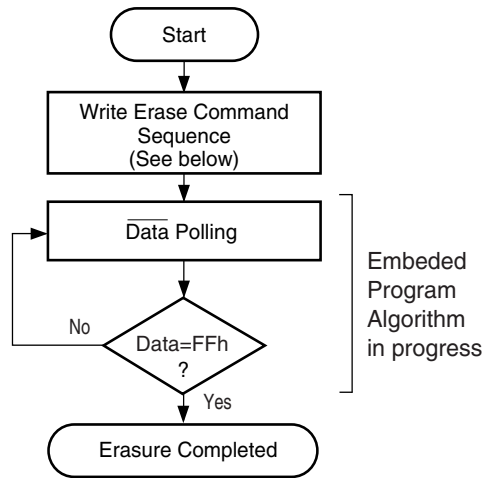 Start
Write Erase Command
Sequence
(See below)
Data Polling
Embeded
Program
Algorithm
in progress
No
Data=FFh
?
Yes
Erasure Completed